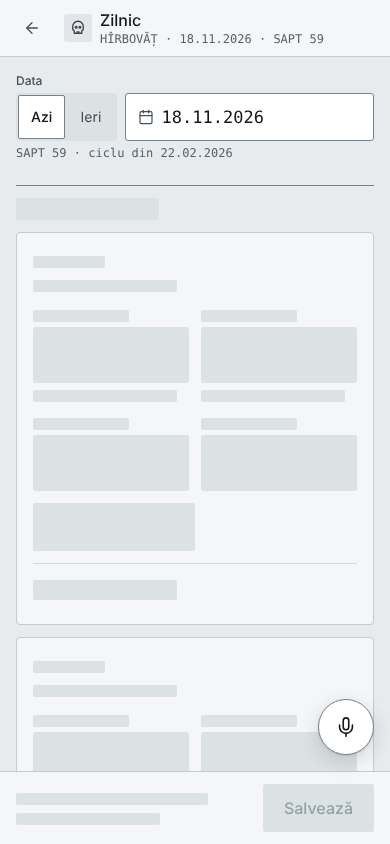 Zilnic
HÎRBOVĂȚ · 18.11.2026 · SAPT 59
Data
Azi
Ieri
18.11.2026
SAPT 59 · ciclu din 22.02.2026
Salvează